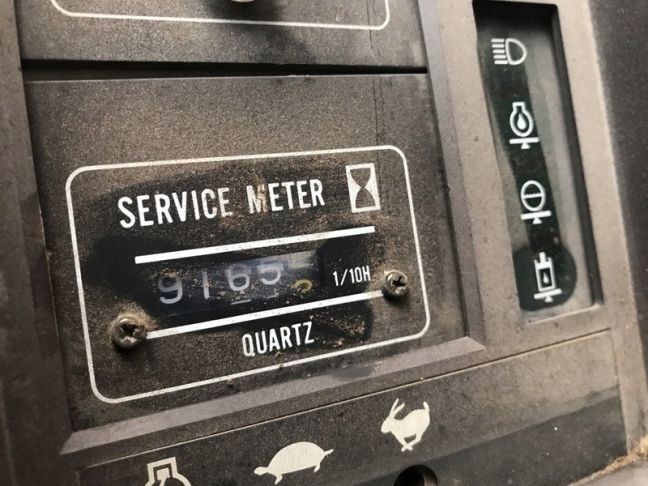 SERVICE METER
9165
1/10H
QUARTZ